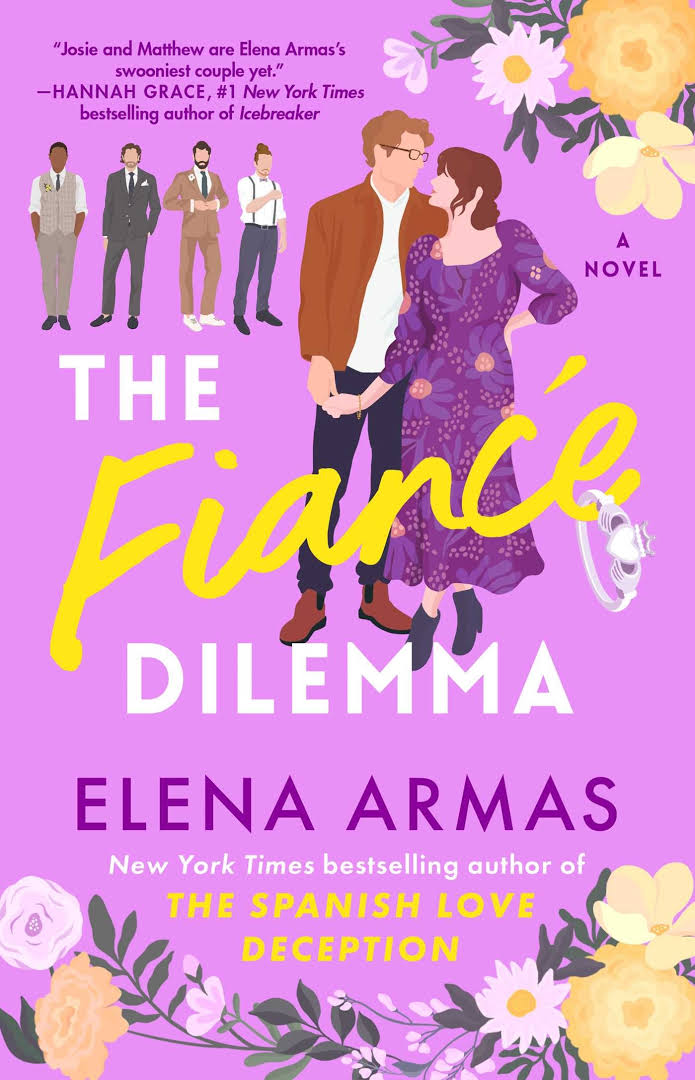 “Josie and Matthew are Elena Armas’s
swooniest couple yet.”
—HANNAH GRACE, #1 New York Times
bestselling author of Icebreaker
A
NOVEL
THE
Fiancé
DILEMMA
ELENA ARMAS
New York Times bestselling author of
THE SPANISH LOVE
DECEPTION